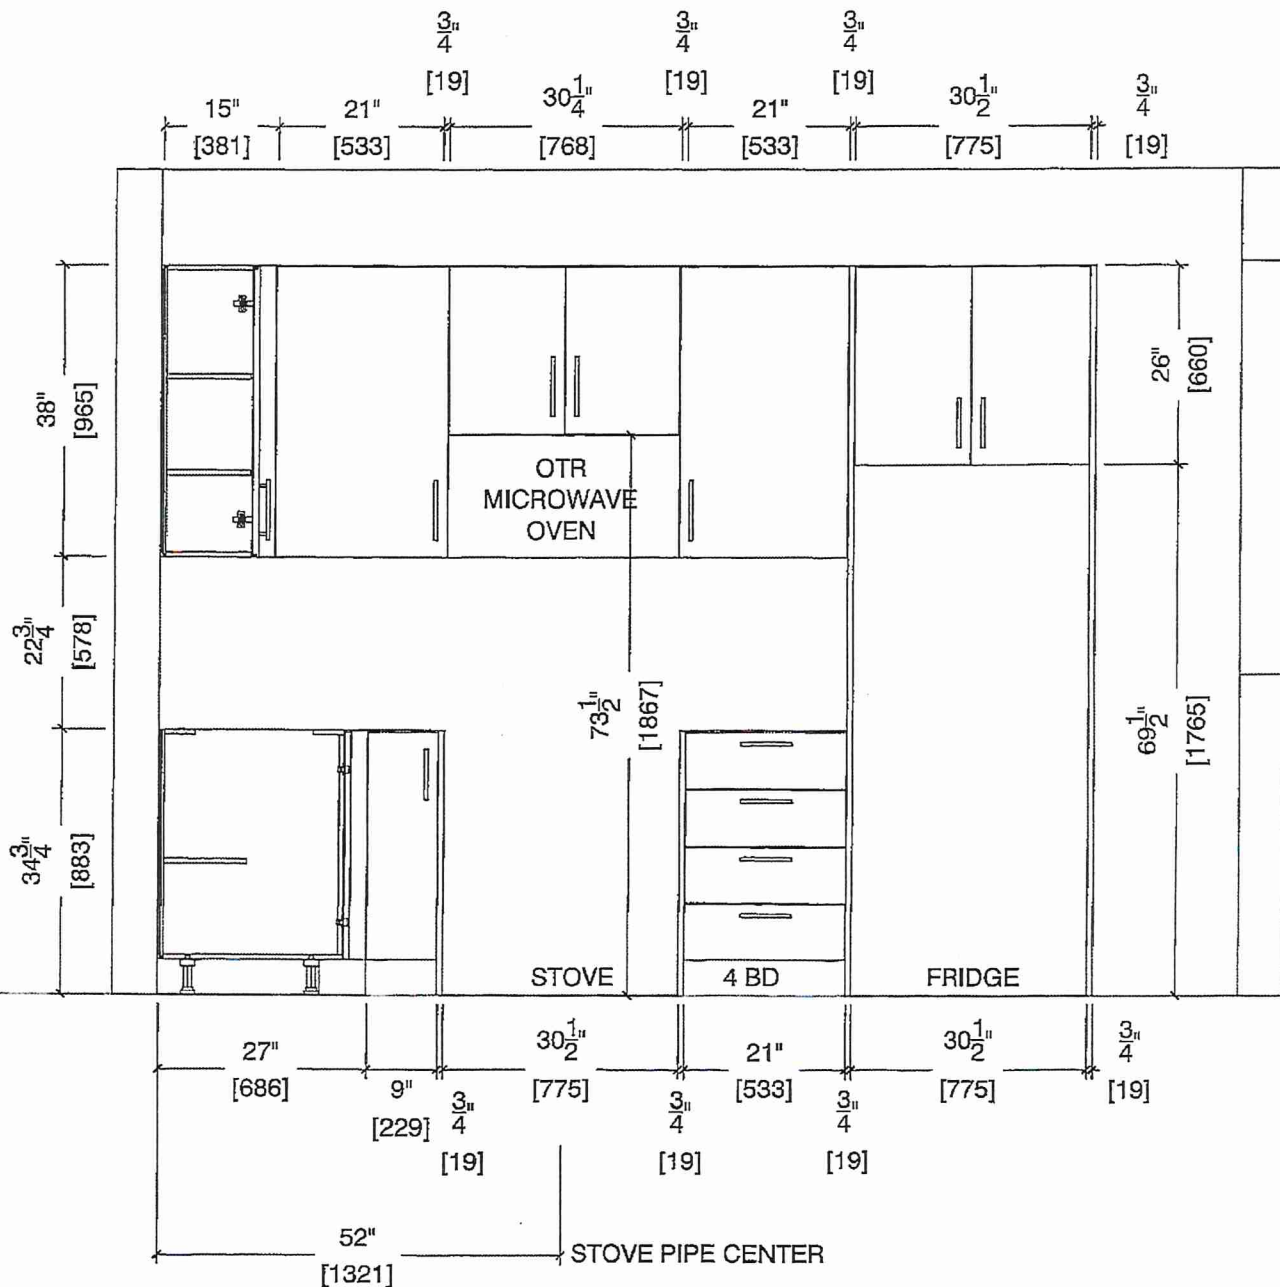 3/4" 3/4" 3/4"
[19] [19] [19]
15" 21" 30 1/4" 21" 30 1/2" 3/4"
[381] [533] [768] [533] [775] [19]
38"
[965]
26"
[660]
OTR
MICROWAVE
OVEN
22 3/4"
[578]
73 1/2"
[1867]
69 1/2"
[1765]
34 3/4"
[883]
STOVE 4 BD FRIDGE
27" 30 1/2" 21" 30 1/2" 3/4"
[686] [775] [533] [775] [19]
9" 3/4" 3/4" 3/4"
[229] [19] [19] [19]
52"
[1321]
STOVE PIPE CENTER